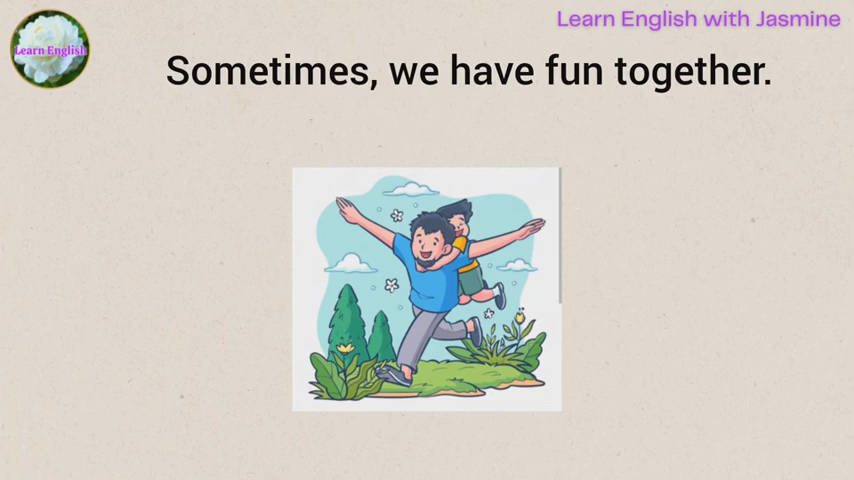 Learn English with Jasmine
Learn English
Sometimes, we have fun together.